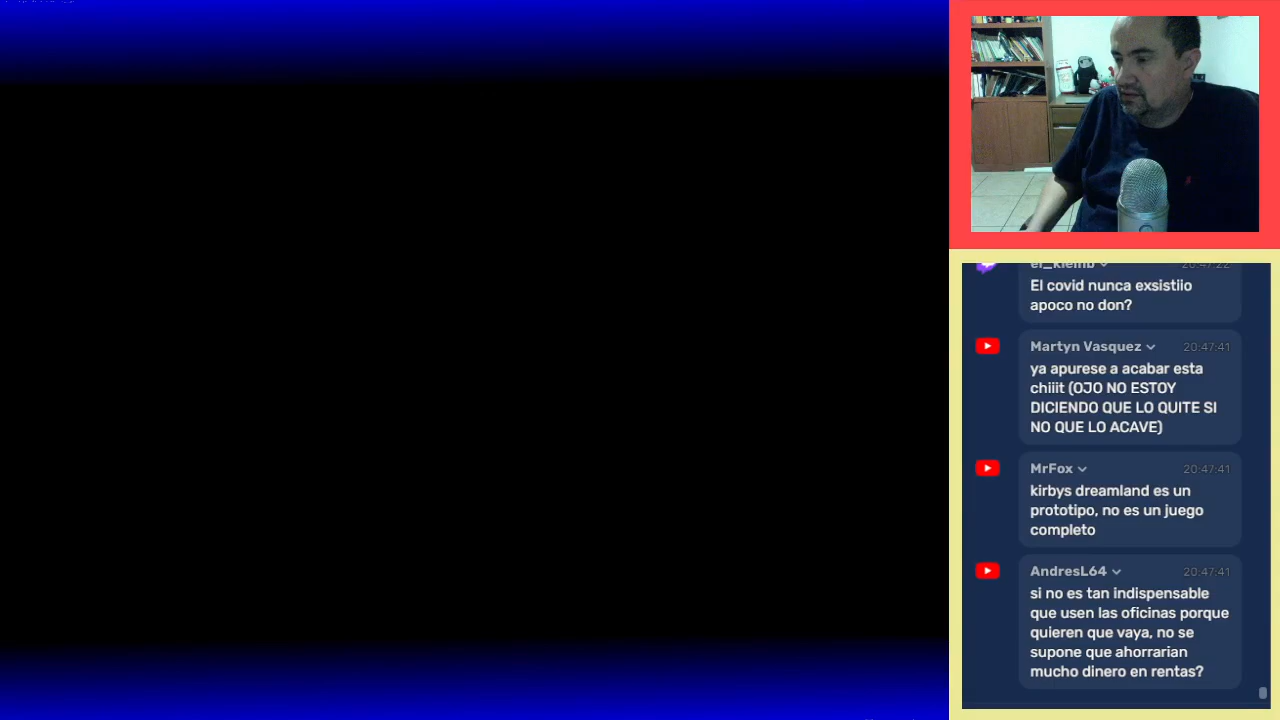 El covid nunca exsistiio
apoco no don?
Martyn Vasquez
20:47:41
ya apurese a acabar esta
chiiit (OJO NO ESTOY
DICIENDO QUE LO QUITE SI
NO QUE LO ACAVE)
MrFox
20:47:41
kirbys dreamland es un
prototipo, no es un juego
completo
AndresL64
20:47:41
si no es tan indispensable
que usen las oficinas porque
quieren que vaya, no se
supone que ahorrarian
mucho dinero en rentas?